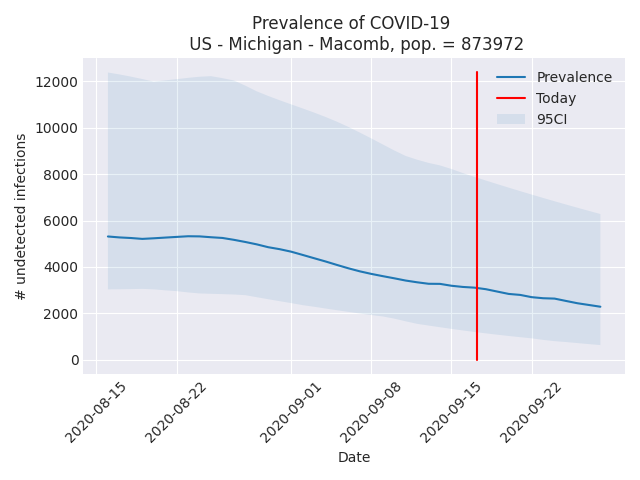 Prevalence of COVID-19
US - Michigan - Macomb, pop. = 873972
Prevalence
Today
95CI
12000
10000
8000
6000
4000
2000
0
# undetected infections
2020-08-15
2020-08-22
2020-09-01
2020-09-08
2020-09-15
2020-09-22
Date